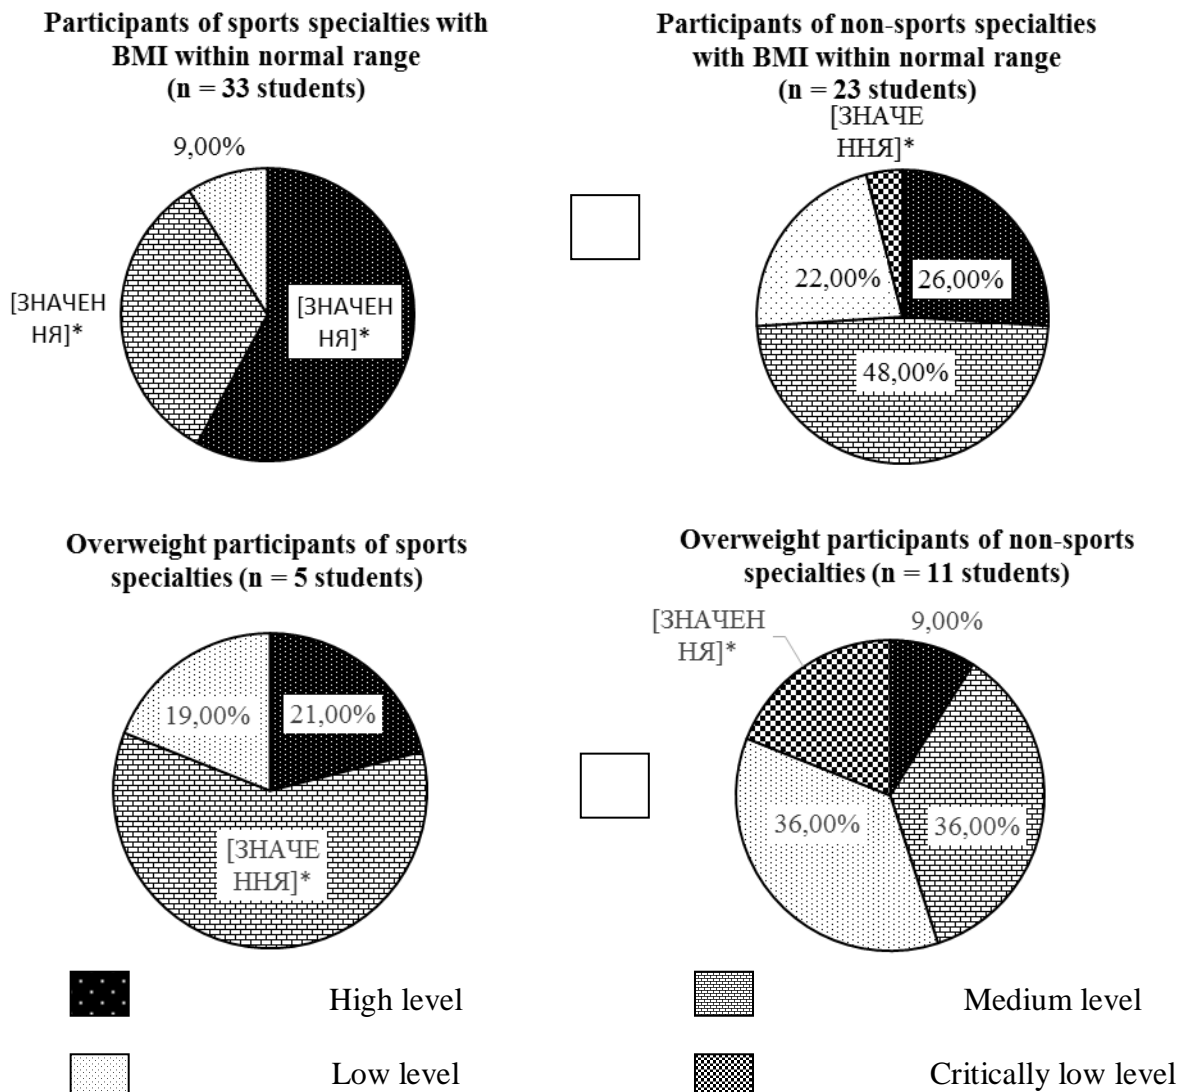 Participants of sports specialties with
BMI within normal range
(n = 33 students)
9,00%
[ЗНАЧЕН
НЯ]*
[ЗНАЧЕН
НЯ]*
Participants of non-sports specialties
with BMI within normal range
(n = 23 students)
[ЗНАЧЕ
ННЯ]*
22,00%
26,00%
48,00%
Overweight participants of sports
specialties (n = 5 students)
19,00%
21,00%
[ЗНАЧЕ
ННЯ]*
Overweight participants of non-sports
specialties (n = 11 students)
[ЗНАЧЕН
НЯ]*
9,00%
36,00%
36,00%
High level
Medium level
Low level
Critically low level